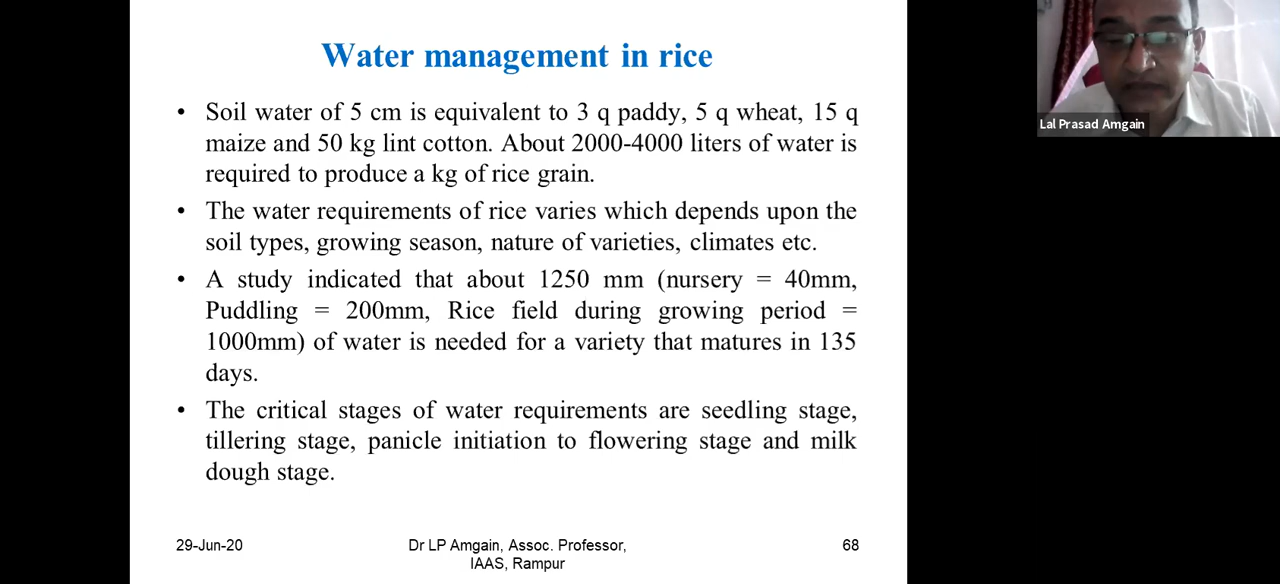 Water management in rice
• Soil water of 5 cm is equivalent to 3 q paddy, 5 q wheat, 15 q
maize and 50 kg lint cotton. About 2000-4000 liters of water is
required to produce a kg of rice grain.
• The water requirements of rice varies which depends upon the
soil types, growing season, nature of varieties, climates etc.
• A study indicated that about 1250 mm (nursery = 40mm,
Puddling = 200mm, Rice field during growing period =
1000mm) of water is needed for a variety that matures in 135
days.
• The critical stages of water requirements are seedling stage,
tillering stage, panicle initiation to flowering stage and milk
dough stage.
29-Jun-20
Dr LP Amgain, Assoc. Professor,
IAAS, Rampur
68
Lal Prasad Amgain